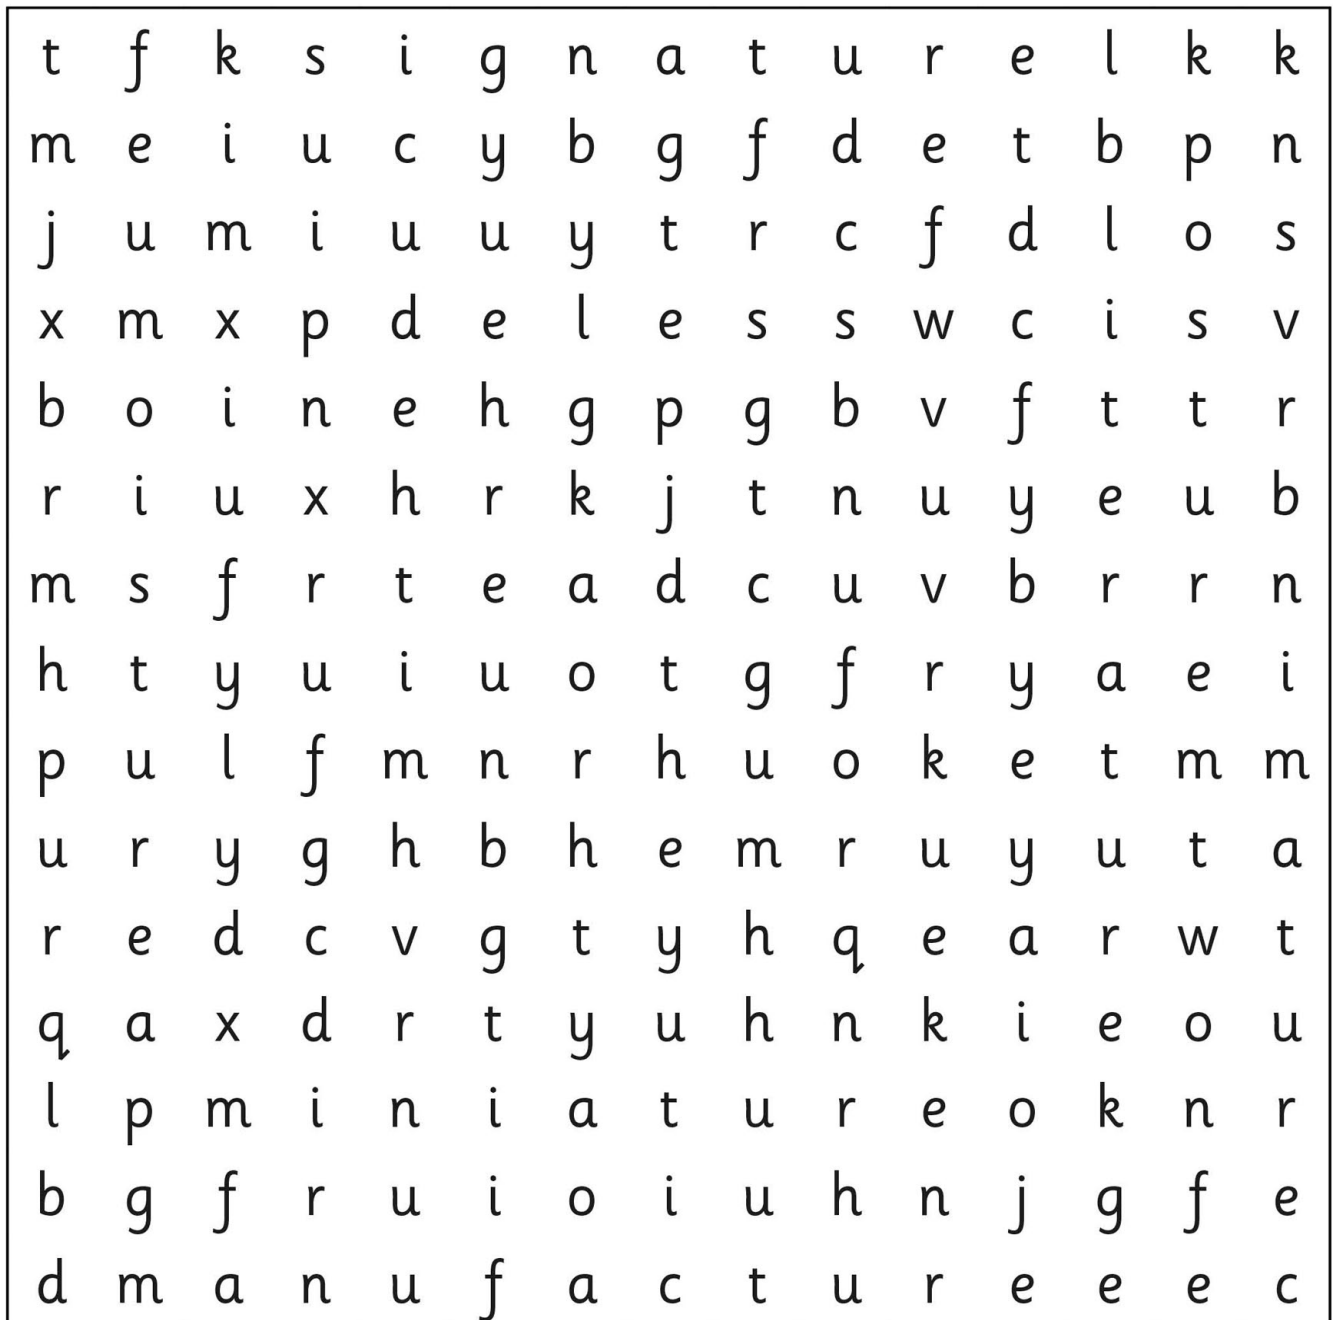 t f k s i g n a t u r e l k k
m e i u c y b g f d e t b p n
j u m i u u y t r c f d l o s
x m x p d e l e s s w c i s v
b o i n e h g p g b v f t t r
r i u x h r k j t n u y e u b
m s f r t e a d c u v b r r n
h t y u i u o t g f r y a e i
p u l f m n r h u o k e t m m
u r y g h b h e m r u y u t a
r e d c v g t y h q e a r w t
q a x d r t y u h n k i e o u
l p m i n i a t u r e o k n r
b g f r u i o i u h n j g f e
d m a n u f a c t u r e e e c